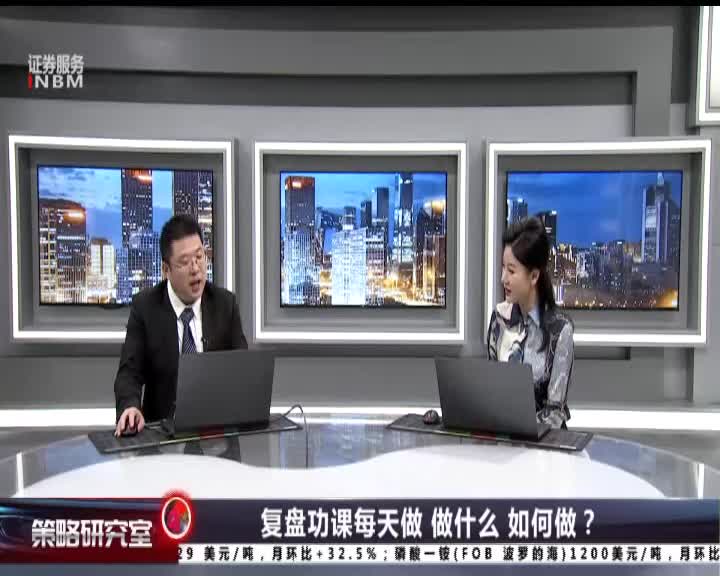 证券服务
NBM
复盘功课每天做 做什么 如何做？
策略研究室
29 美元/吨，月环比+32.5%；磷酸一铵(FOB 波罗的海)1200美元/吨，月环比